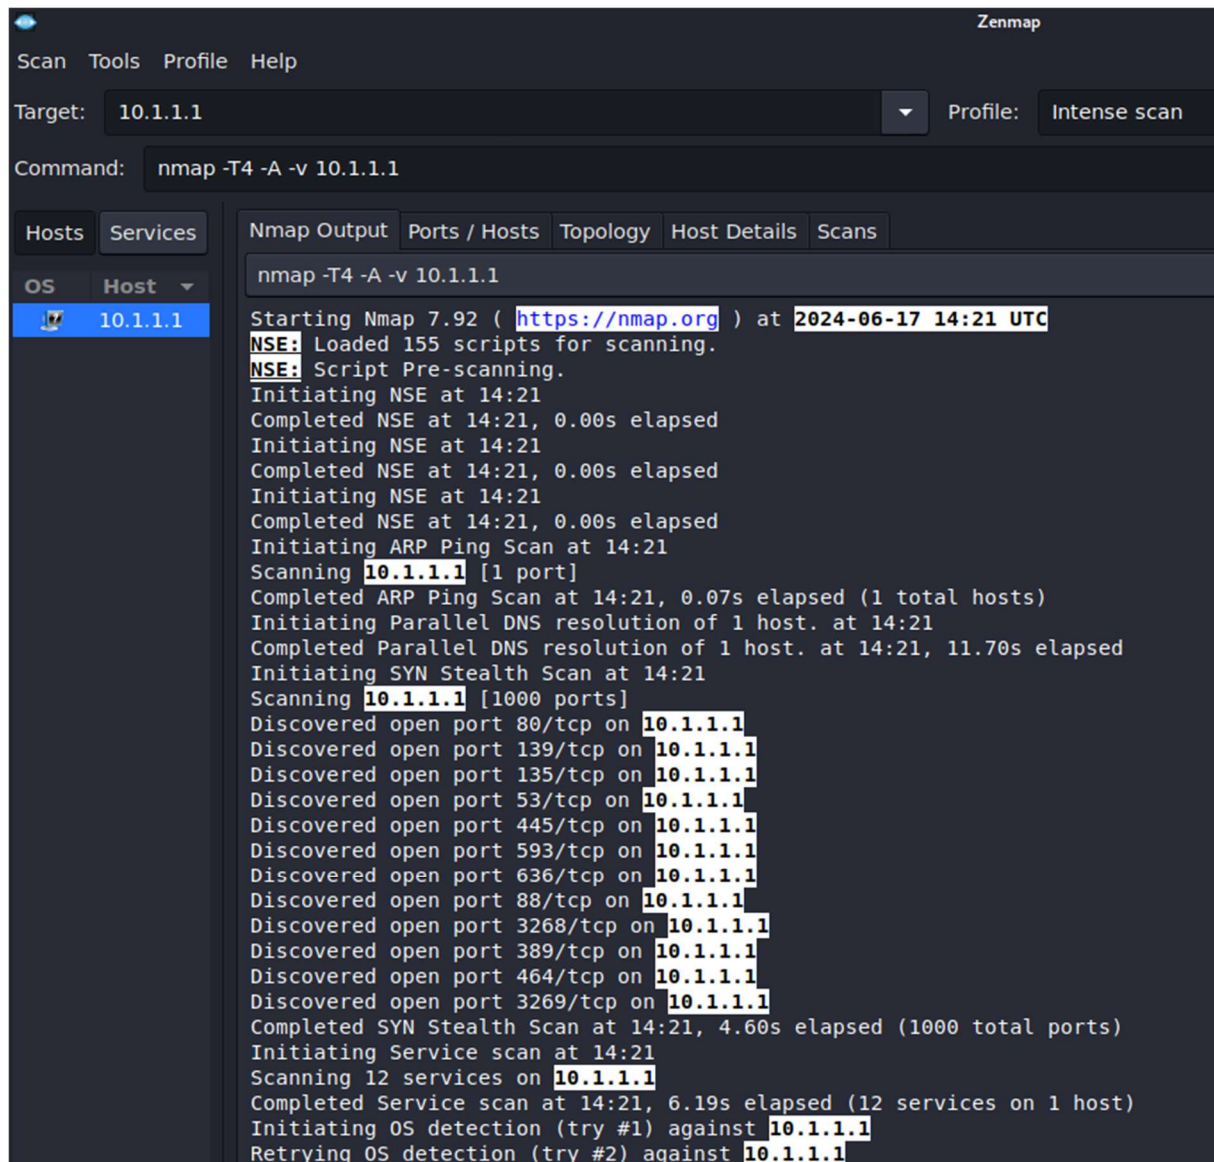 Zenmap
Scan Tools Profile Help
Target: 10.1.1.1 Profile: Intense scan
Command: nmap -T4 -A -v 10.1.1.1
Hosts Services
OS Host
10.1.1.1
Nmap Output Ports / Hosts Topology Host Details Scans
nmap -T4 -A -v 10.1.1.1
Starting Nmap 7.92 ( https://nmap.org ) at 2024-06-17 14:21 UTC
NSE: Loaded 155 scripts for scanning.
NSE: Script Pre-scanning.
Initiating NSE at 14:21
Completed NSE at 14:21, 0.00s elapsed
Initiating NSE at 14:21
Completed NSE at 14:21, 0.00s elapsed
Initiating NSE at 14:21
Completed NSE at 14:21, 0.00s elapsed
Initiating ARP Ping Scan at 14:21
Scanning 10.1.1.1 [1 port]
Completed ARP Ping Scan at 14:21, 0.07s elapsed (1 total hosts)
Initiating Parallel DNS resolution of 1 host. at 14:21
Completed Parallel DNS resolution of 1 host. at 14:21, 11.70s elapsed
Initiating SYN Stealth Scan at 14:21
Scanning 10.1.1.1 [1000 ports]
Discovered open port 80/tcp on 10.1.1.1
Discovered open port 139/tcp on 10.1.1.1
Discovered open port 135/tcp on 10.1.1.1
Discovered open port 53/tcp on 10.1.1.1
Discovered open port 445/tcp on 10.1.1.1
Discovered open port 593/tcp on 10.1.1.1
Discovered open port 636/tcp on 10.1.1.1
Discovered open port 88/tcp on 10.1.1.1
Discovered open port 3268/tcp on 10.1.1.1
Discovered open port 389/tcp on 10.1.1.1
Discovered open port 464/tcp on 10.1.1.1
Discovered open port 3269/tcp on 10.1.1.1
Completed SYN Stealth Scan at 14:21, 4.60s elapsed (1000 total ports)
Initiating Service scan at 14:21
Scanning 12 services on 10.1.1.1
Completed Service scan at 14:21, 6.19s elapsed (12 services on 1 host)
Initiating OS detection (try #1) against 10.1.1.1
Retrying OS detection (try #2) against 10.1.1.1